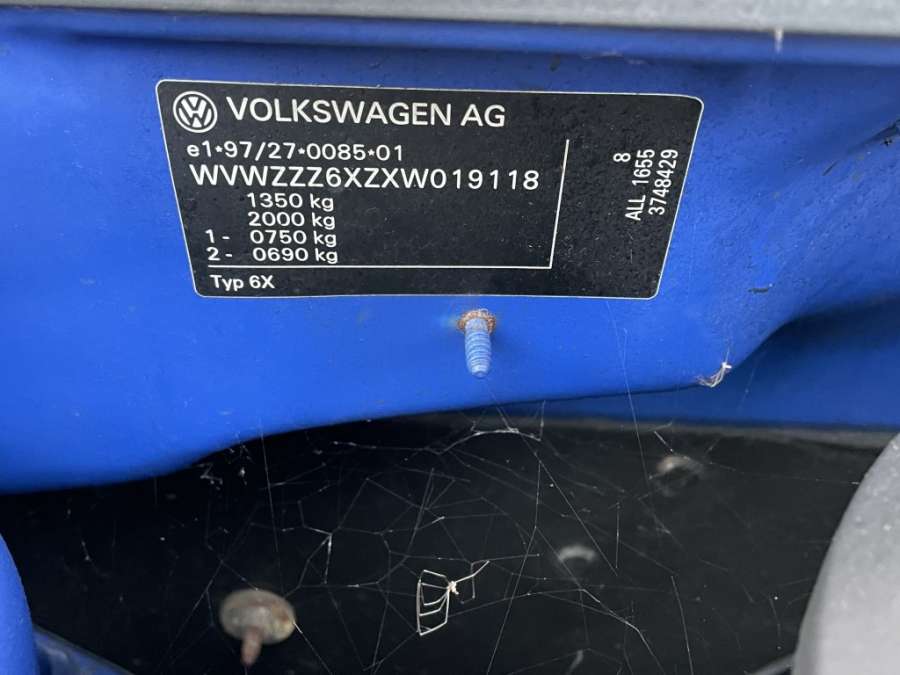 VOLKSWAGEN AG
e1*97/27*0085*01
WVWZZZ6XZXW019118
1350 kg
2000 kg
1 - 0750 kg
2 - 0690 kg
Typ 6X
8
ALL 1655
3748429